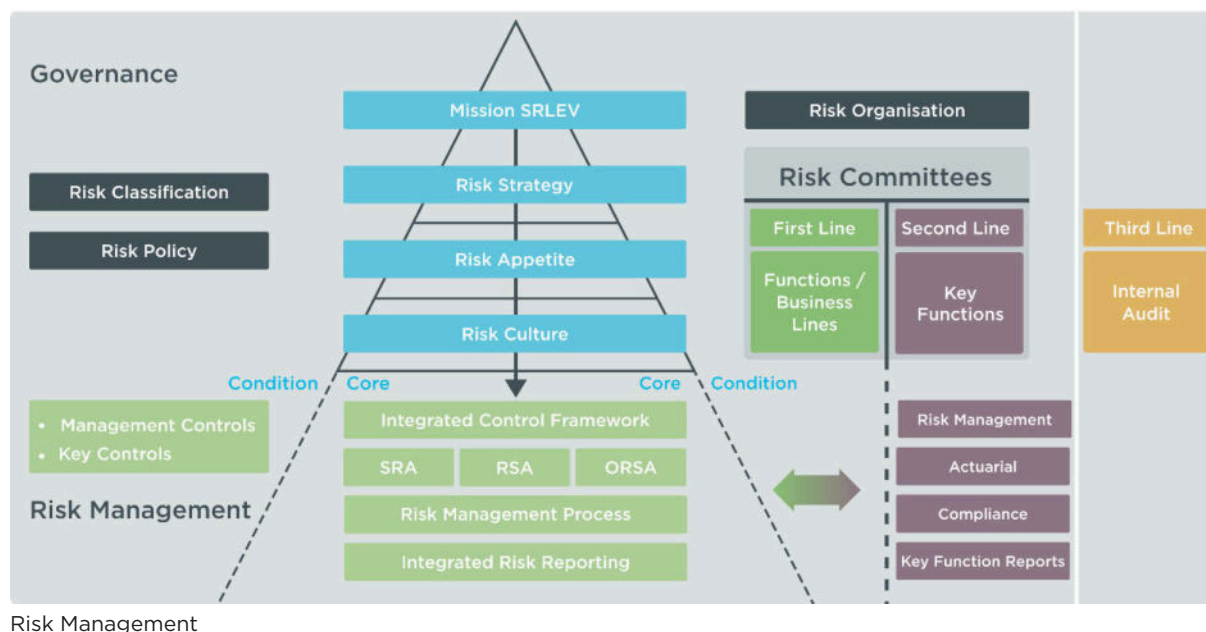 Governance
Mission SRLEV
Risk Organisation
Risk Classification
Risk Strategy
Risk Committees
Risk Policy
First Line
Second Line
Third Line
Risk Appetite
Functions /
Business
Lines
Key
Functions
Internal
Audit
Risk Culture
Condition
Core
Core
Condition
• Management Controls
• Key Controls
Integrated Control Framework
Risk Management
SRA
RSA
ORSA
Actuarial
Risk Management
Risk Management Process
Compliance
Integrated Risk Reporting
Key Function Reports
Risk Management